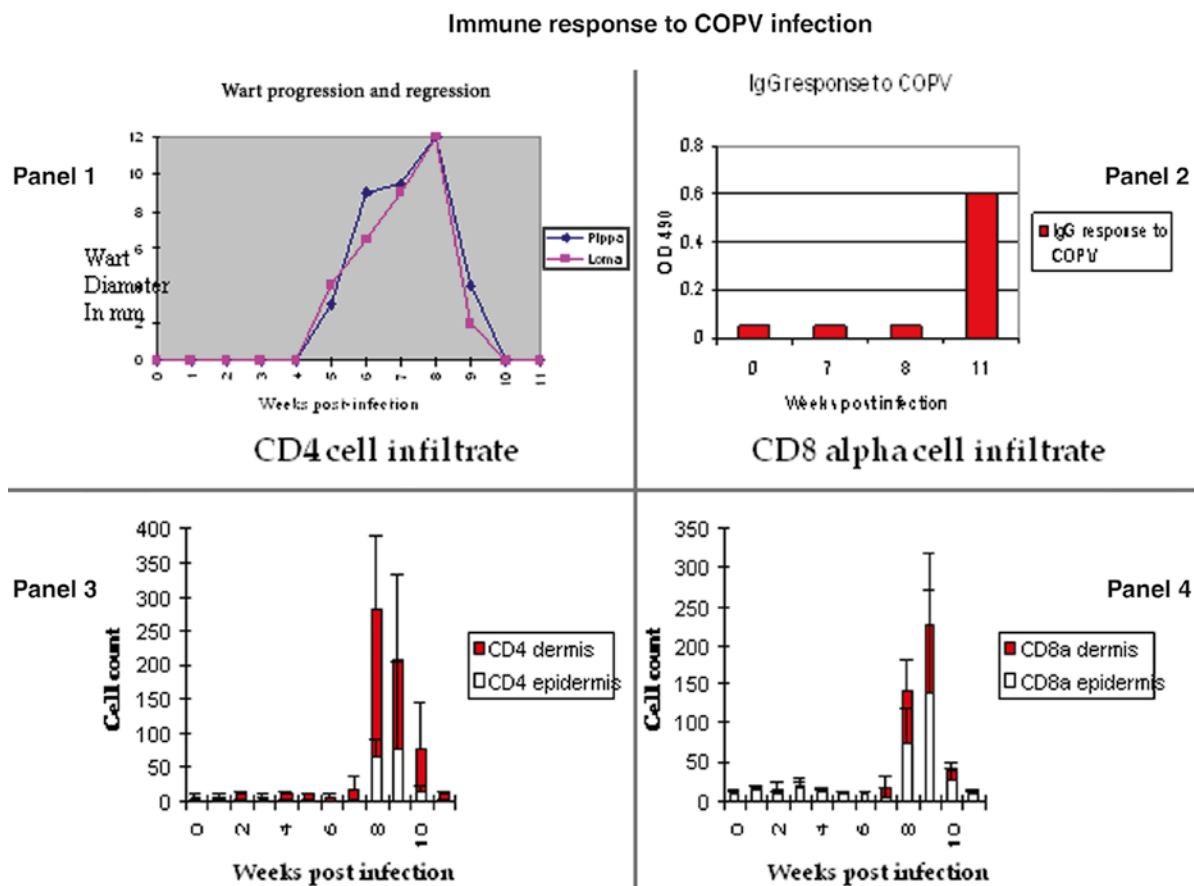 Immune response to COPV infection
Panel 1
Wart progression and regression
12
10
8
6
4
2
0
Wart
Diameter
In mm
0 1 2 3 4 5 6 7 8 9 10 11
Weeks post-infection
Pippa
Lorna
CD4 cell infiltrate
Panel 2
IgG response to COPV
0.8
0.6
0.4
0.2
0
OD 490
0 7 8 11
Weeks post infection
IgG response to
COPV
CD8 alpha cell infiltrate
Panel 3
400
350
300
250
200
150
100
50
0
Cell count
0 2 4 6 8 10
Weeks post infection
CD4 dermis
CD4 epidermis
Panel 4
350
300
250
200
150
100
50
0
Cell count
0 2 4 6 8 10
Weeks post infection
CD8a dermis
CD8a epidermis